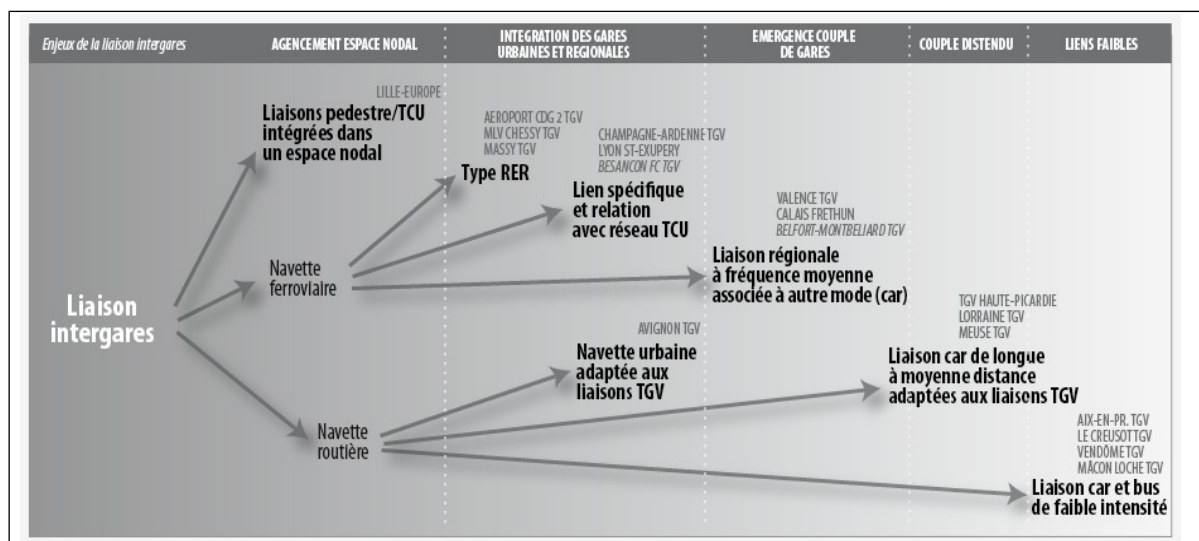 Enjeux de la liaison intergares
AGENCEMENT ESPACE NODAL
INTEGRATION DES GARES
URBAINES ET REGIONALES
EMERGENCE COUPLE
DE GARES
COUPLE DISTENDU
LIENS FAIBLES
LILLE-EUROPE
Liaisons pedestre/TCU
intégrées dans
un espace nodal
AEROPORT CDG 2 TGV
MLV CHESSY TGV
MASSY TGV
Type RER
CHAMPAGNE-ARDENNE TGV
LYON ST-EXUPERY
BESANCON FC TGV
Lien spécifique
et relation
avec réseau TCU
VALENCE TGV
CALAIS FRETHUN
BELFORT-MONTBELIARD TGV
Liaison régionale
à fréquence moyenne
associée à autre mode (car)
Navette
ferroviaire
Liaison
intergares
AVIGNON TGV
Navette urbaine
adaptée aux
liaisons TGV
TGV HAUTE-PICARDIE
LORRAINE TGV
MEUSE TGV
Liaison car de longue
à moyenne distance
adaptées aux liaisons TGV
Navette
routière
AIX-EN-PR. TGV
LE CREUSOT TGV
VENDÔME TGV
MÂCON LOCHE TGV
Liaison car et bus
de faible intensité